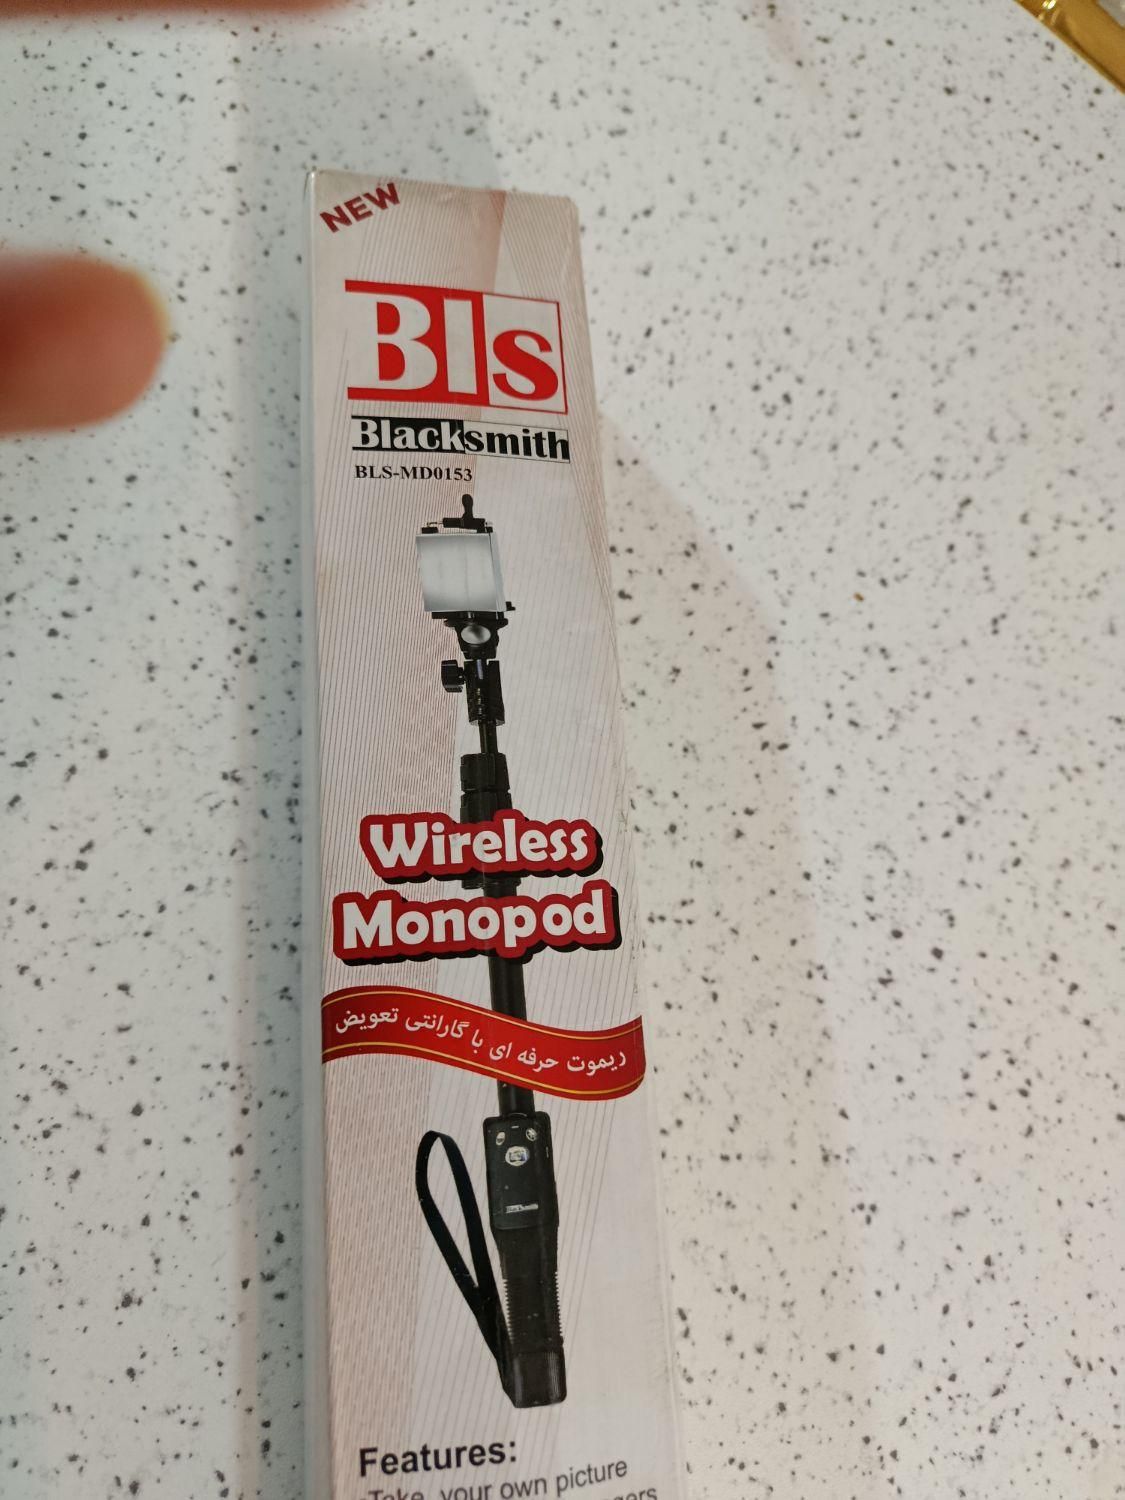 NEW
Bls
Blacksmith
BLS-MD0153
Wireless
Monopod
ریموت حرفه ای با گارانتی تعویض
Features:
Take your own picture